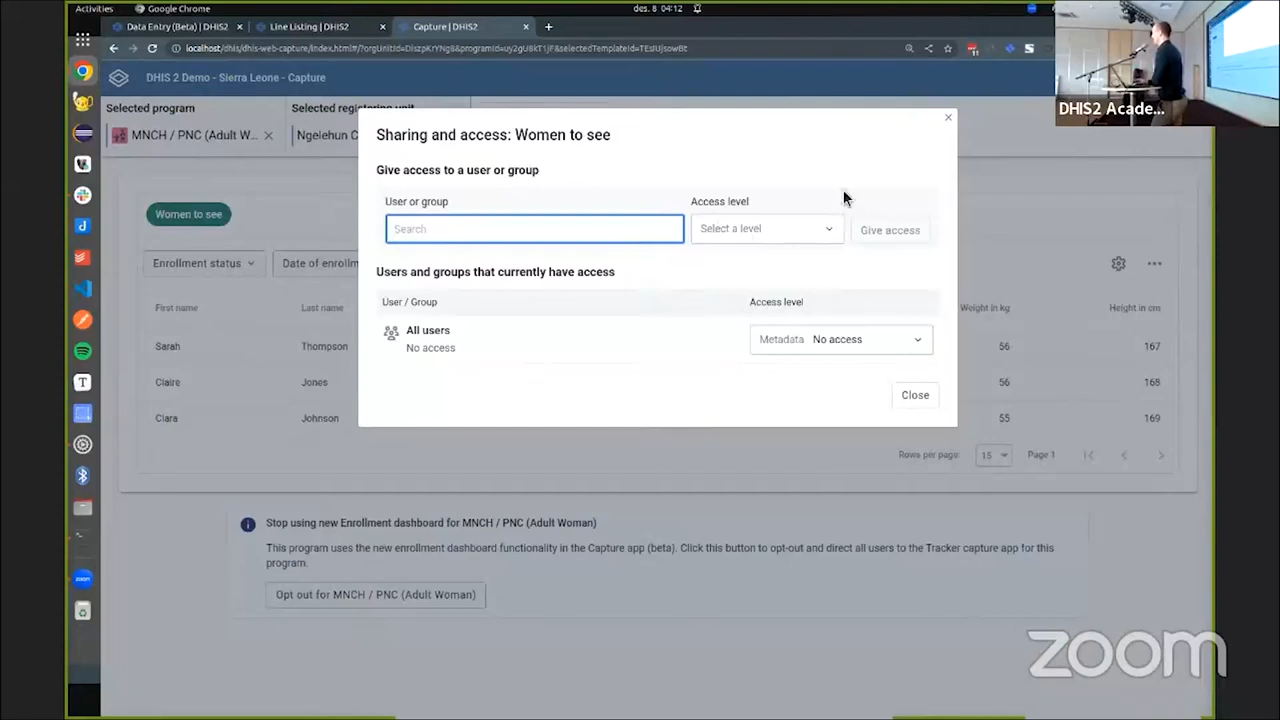 Activities
Google Chrome
des. 8 04:12
Data Entry (Beta) | DHIS2
Line Listing | DHIS2
Capture | DHIS2
DHIS 2 Demo - Sierra Leone - Capture
Selected program
Selected registering unit
MNCH / PNC (Adult W...
Ngelehun C
DHIS2 Acade...
Sharing and access: Women to see
Give access to a user or group
User or group
Access level
Search
Select a level
Give access
Users and groups that currently have access
User / Group
Access level
All users
No access
Metadata No access
Close
Women to see
Enrollment status
Date of enrollm
First name
Last name
Weight in kg
Height in cm
Sarah
Thompson
56
167
Claire
Jones
56
168
Clara
Johnson
55
169
Rows per page:
15
Page 1
Stop using new Enrollment dashboard for MNCH / PNC (Adult Woman)
This program uses the new enrollment dashboard functionality in the Capture app (beta). Click this button to opt-out and direct all users to the Tracker capture app for this
program.
Opt out for MNCH / PNC (Adult Woman)
zoom
zoom